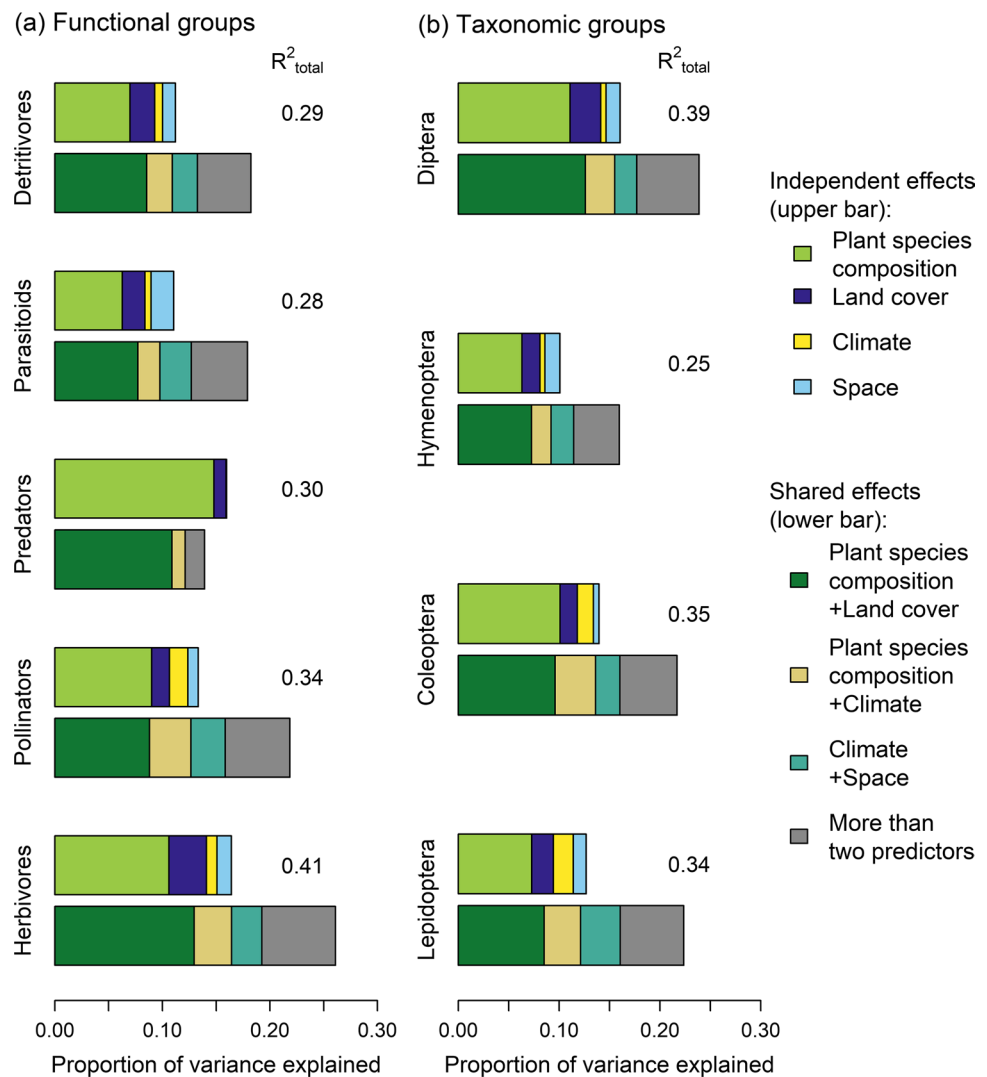 (a) Functional groups
R²total
Detritivores
0.29
Parasitoids
0.28
Predators
0.30
Pollinators
0.34
Herbivores
0.41
0.00
0.10
0.20
0.30
Proportion of variance explained
(b) Taxonomic groups
R²total
Diptera
0.39
Hymenoptera
0.25
Coleoptera
0.35
Lepidoptera
0.34
0.00
0.10
0.20
0.30
Proportion of variance explained
Independent effects
(upper bar):
Plant species
composition
Land cover
Climate
Space
Shared effects
(lower bar):
Plant species
composition
+Land cover
Plant species
composition
+Climate
Climate
+Space
More than
two predictors